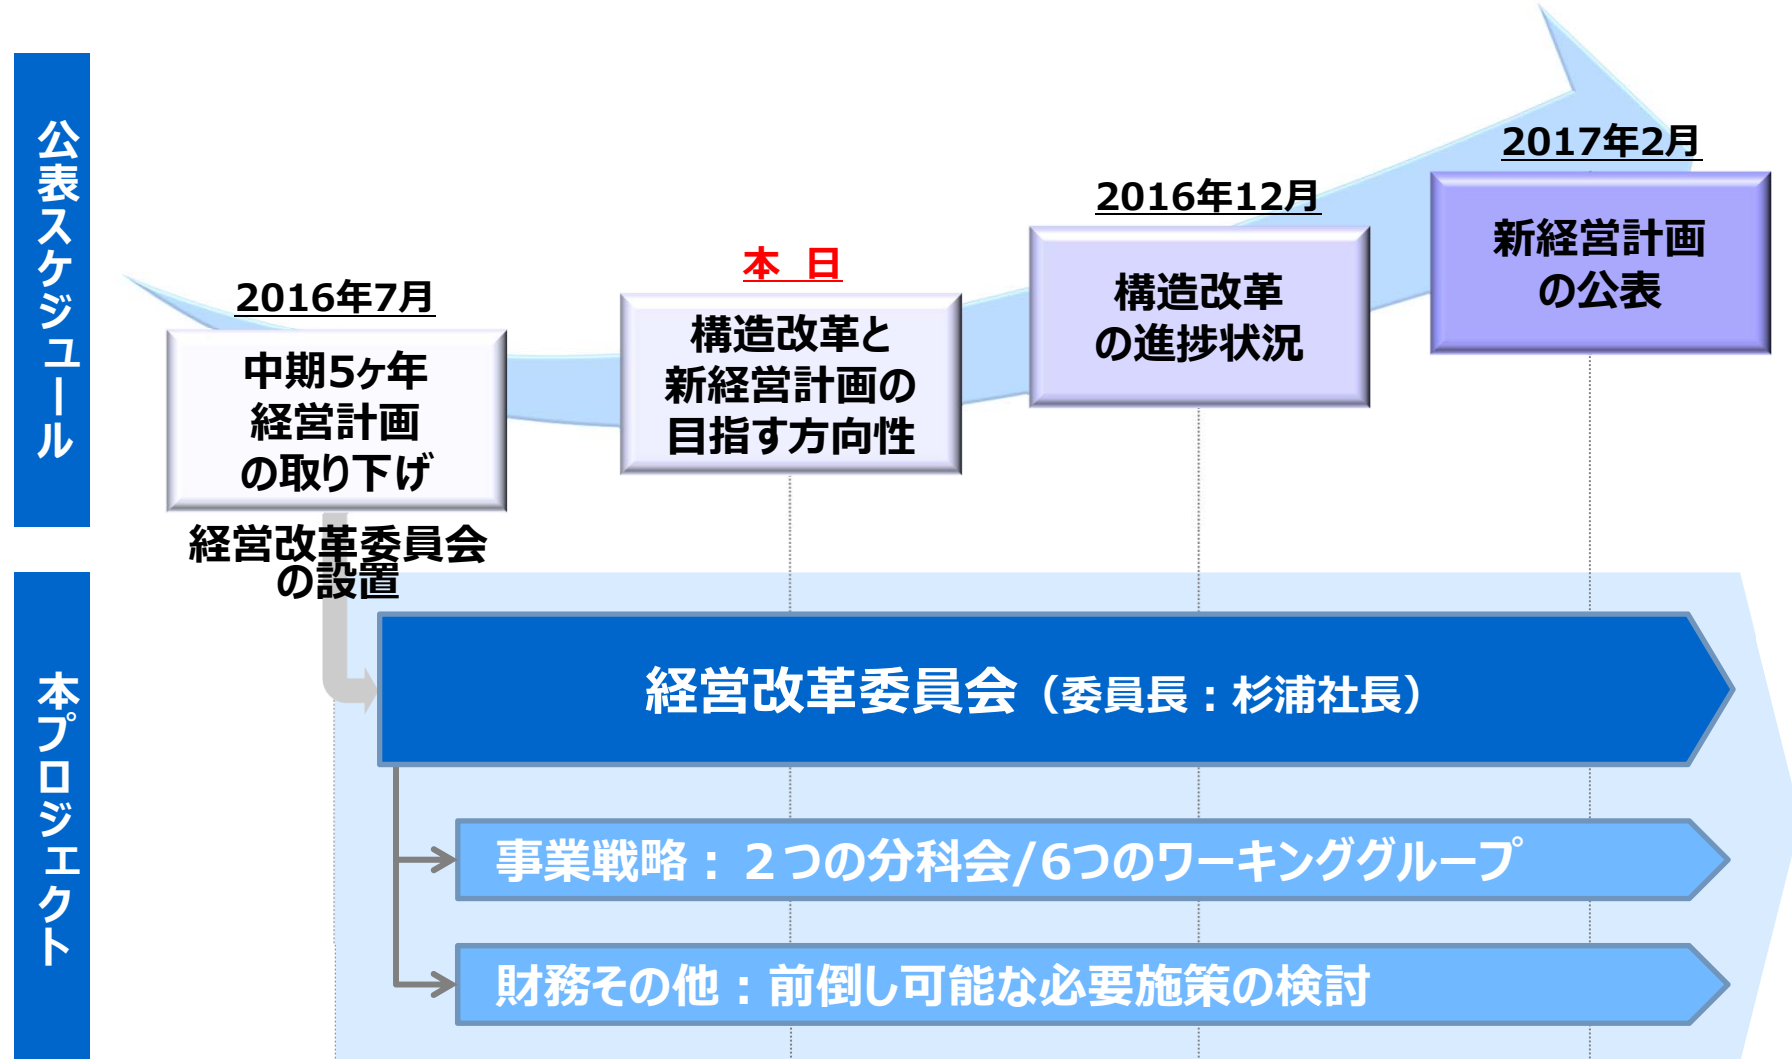 公表スケジュール
2016年7月
中期5ヶ年
経営計画
の取り下げ
本 日
構造改革と
新経営計画の
目指す方向性
2016年12月
構造改革
の進捗状況
2017年2月
新経営計画
の公表
経営改革委員会
の設置
本プロジェクト
経営改革委員会（委員長：杉浦社長）
事業戦略：２つの分科会/6つのワーキンググループ
財務その他：前倒し可能な必要施策の検討